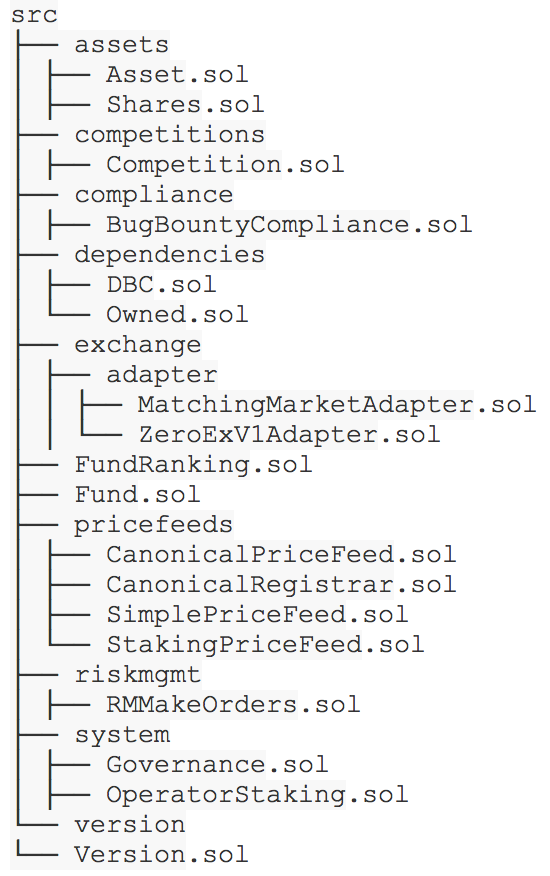 src
├── assets
│ ├── Asset.sol
│ ├── Shares.sol
├── competitions
│ ├── Competition.sol
├── compliance
│ ├── BugBountyCompliance.sol
├── dependencies
│ ├── DBC.sol
│ └── Owned.sol
├── exchange
│ ├── adapter
│ │ ├── MatchingMarketAdapter.sol
│ │ └── ZeroExV1Adapter.sol
├── FundRanking.sol
├── Fund.sol
├── pricefeeds
│ ├── CanonicalPriceFeed.sol
│ ├── CanonicalRegistrar.sol
│ ├── SimplePriceFeed.sol
│ └── StakingPriceFeed.sol
├── riskmgmt
│ ├── RMMakeOrders.sol
├── system
│ ├── Governance.sol
│ ├── OperatorStaking.sol
└── version
└── Version.sol